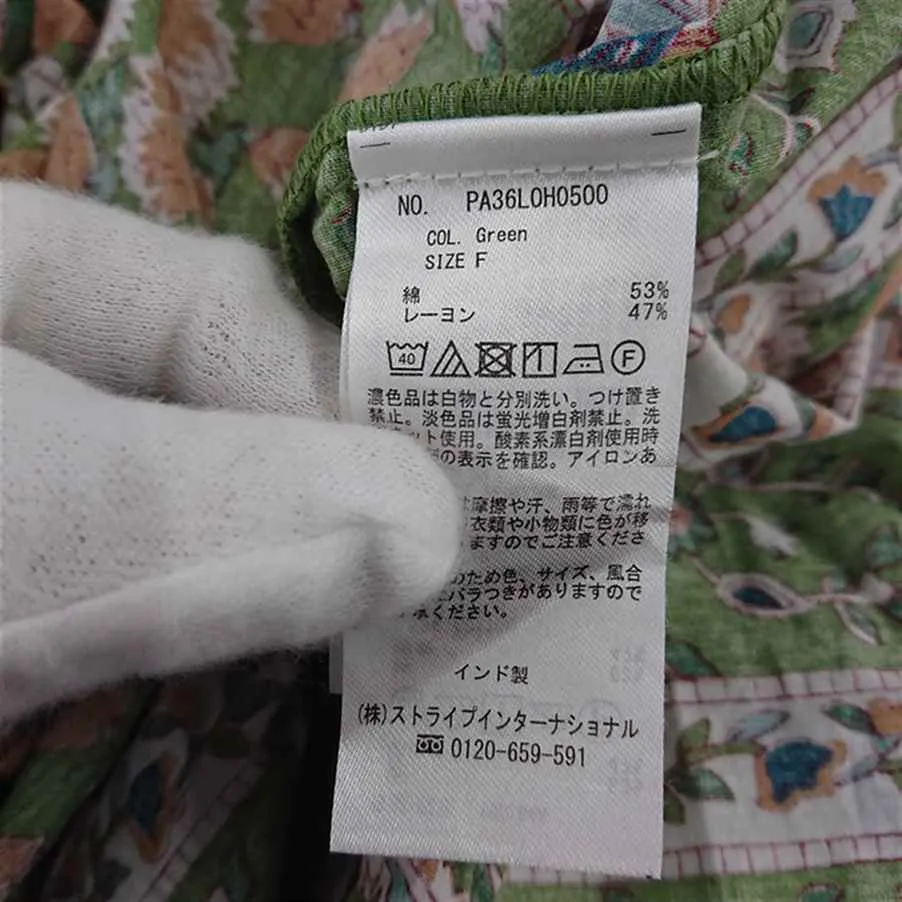 NO. PA36L0H0500
COL. Green
SIZE F
綿 53%
レーヨン 47%
40 F
濃色品は白物と分別洗い。つけ置き
禁止。淡色品は蛍光増白剤禁止。洗
ット使用。酸素系漂白剤使用時
の表示を確認。アイロンあ
摩擦や汗、雨等で濡れ
衣類や小物類に色が移
ますのでご注意くださ
のため色、サイズ、風合
バラつきがありますので
ください。
インド製
(株)ストライプインターナショナル
0120-659-591